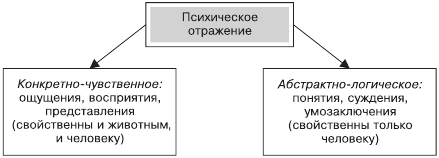 Психическое
отражение
Конкретно-чувственное:
ощущения, восприятия,
представления
(свойственны и животным,
и человеку)
Абстрактно-логическое:
понятия, суждения,
умозаключения
(свойственны только
человеку)